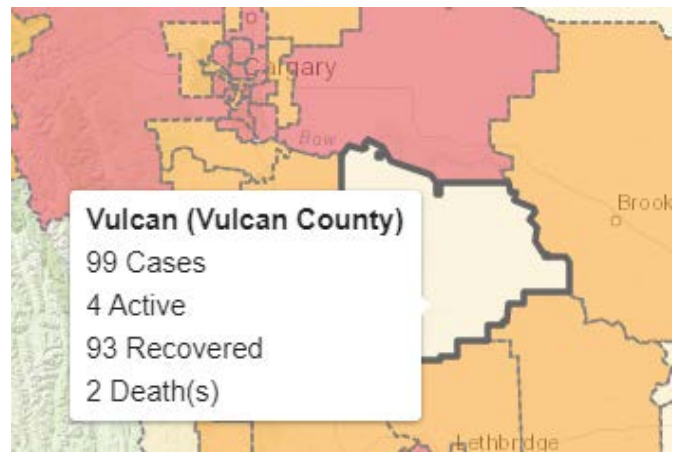 Calgary
Bow
Vulcan (Vulcan County)
99 Cases
4 Active
93 Recovered
2 Death(s)
Brook
Lethbridge